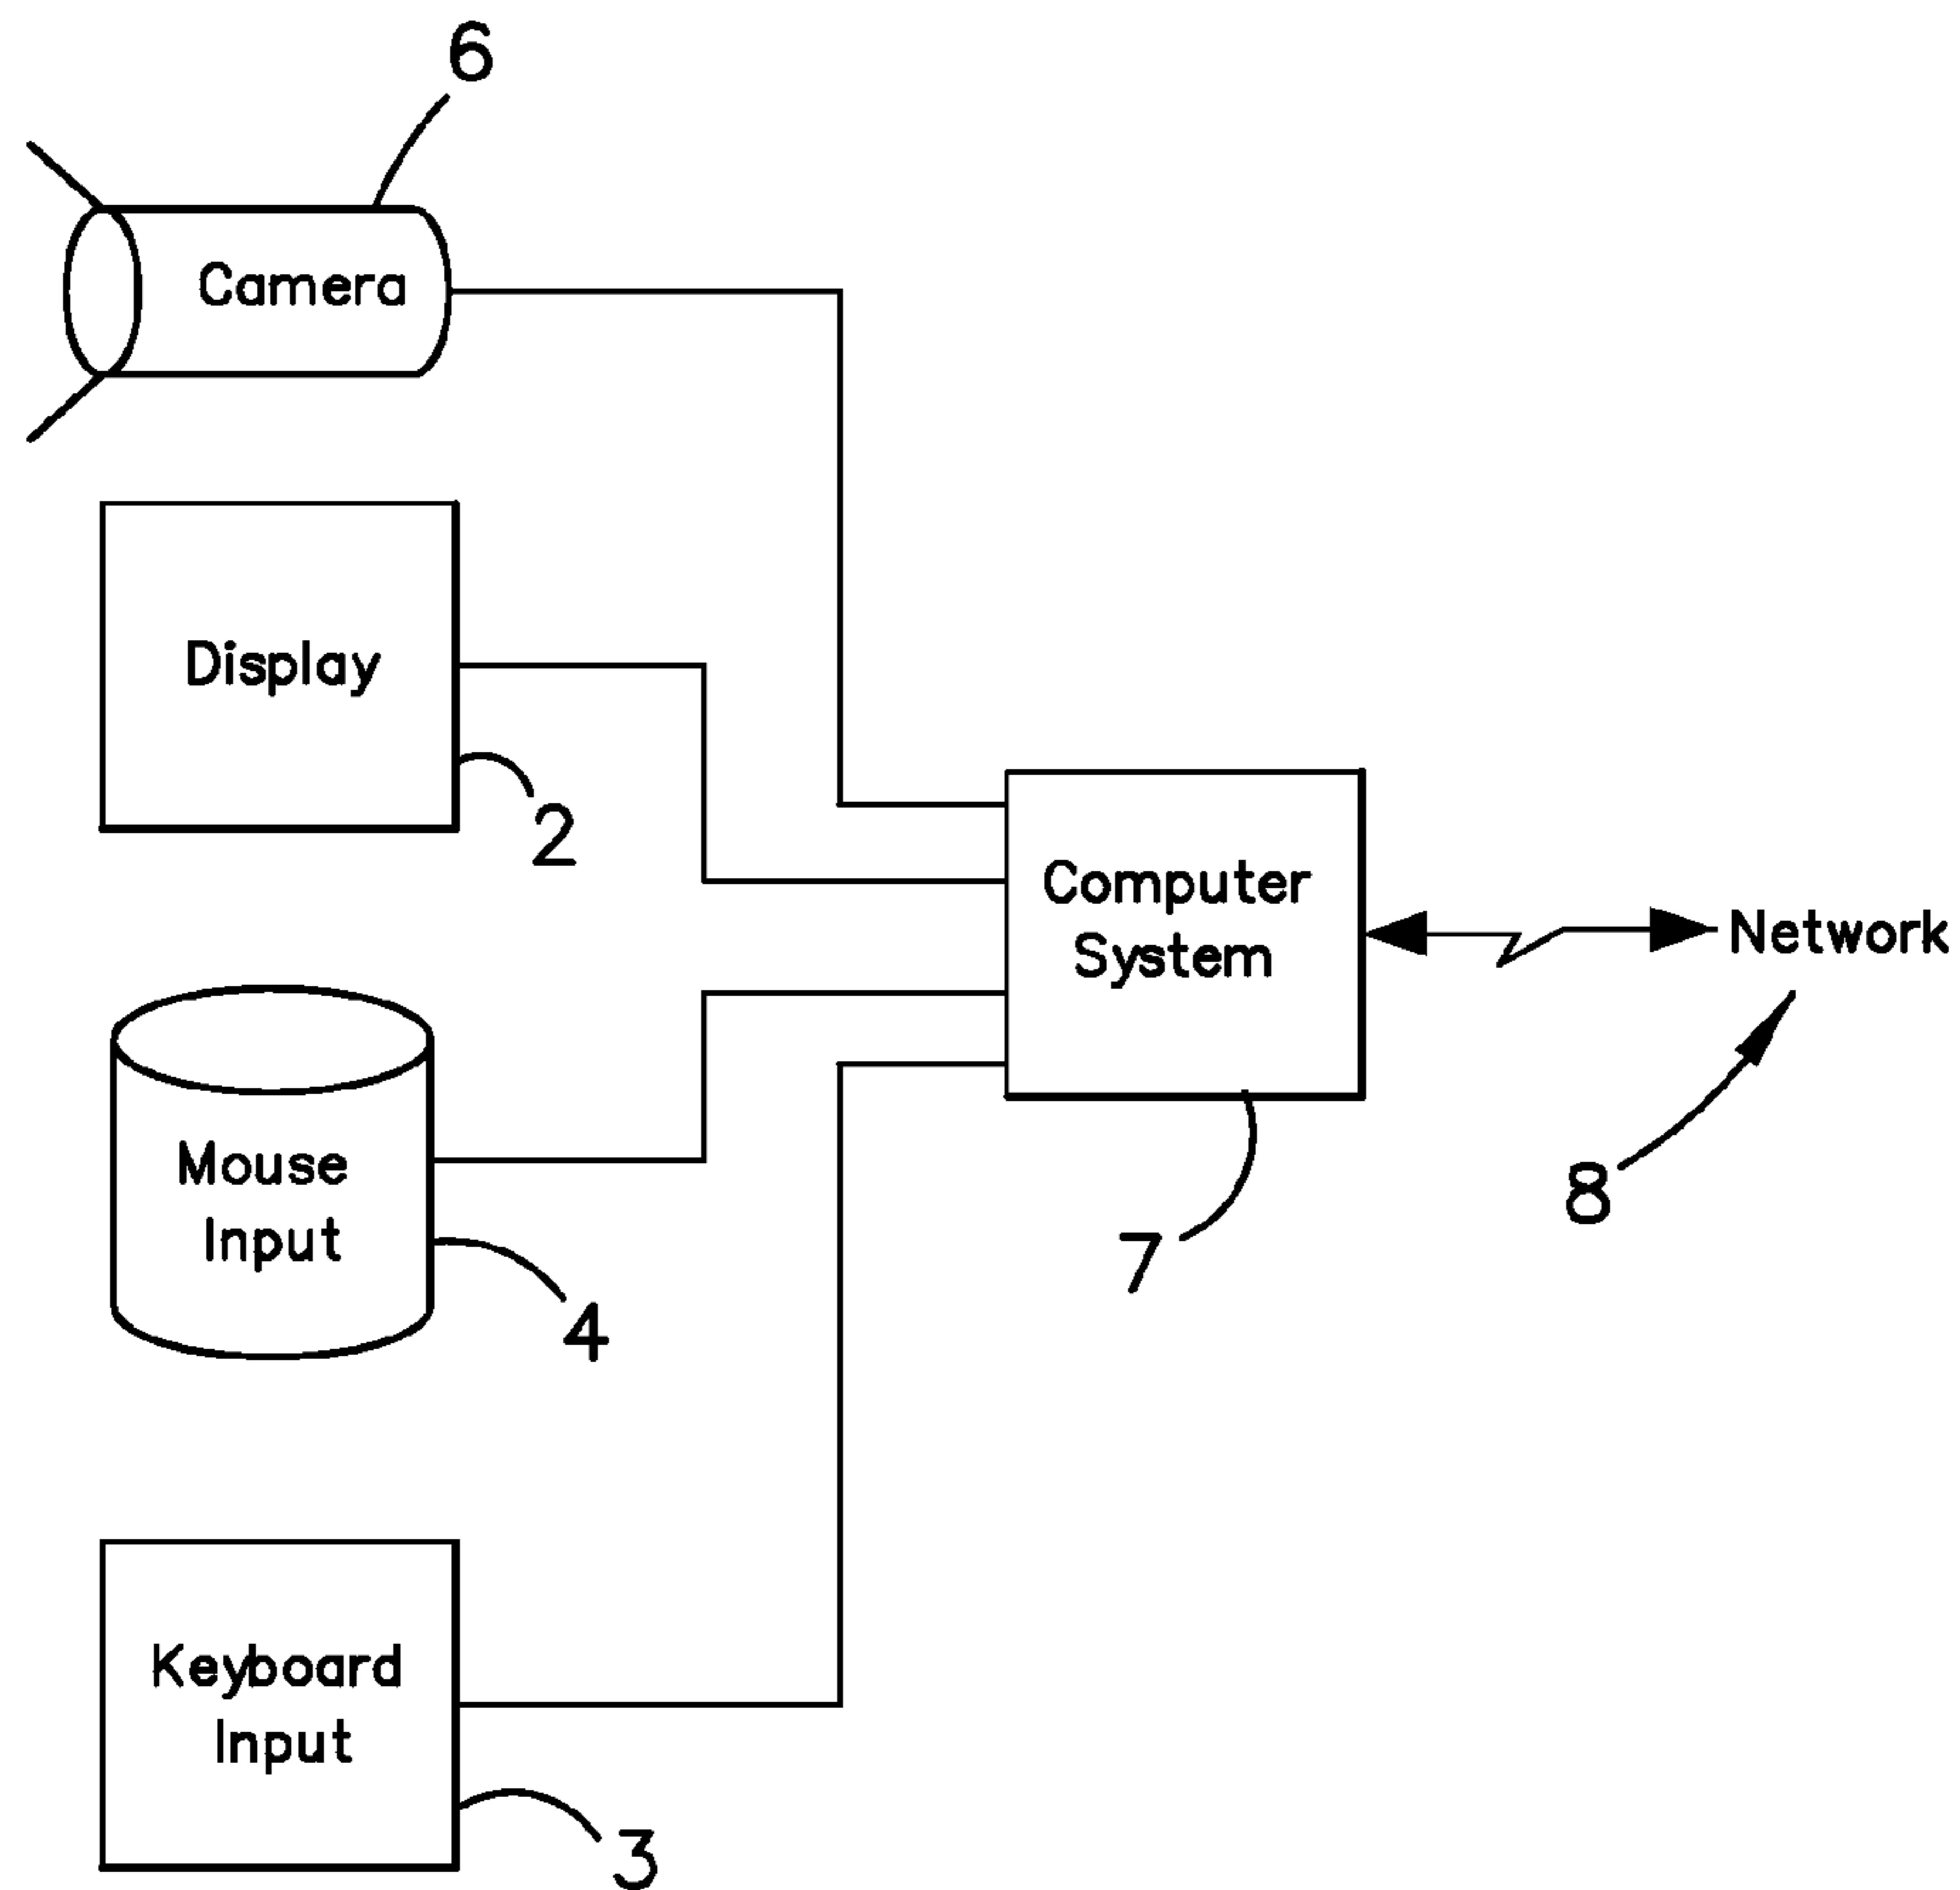 6
Camera
Display
2
Computer
System
Network
Mouse
Input
4
7
8
Keyboard
Input
3